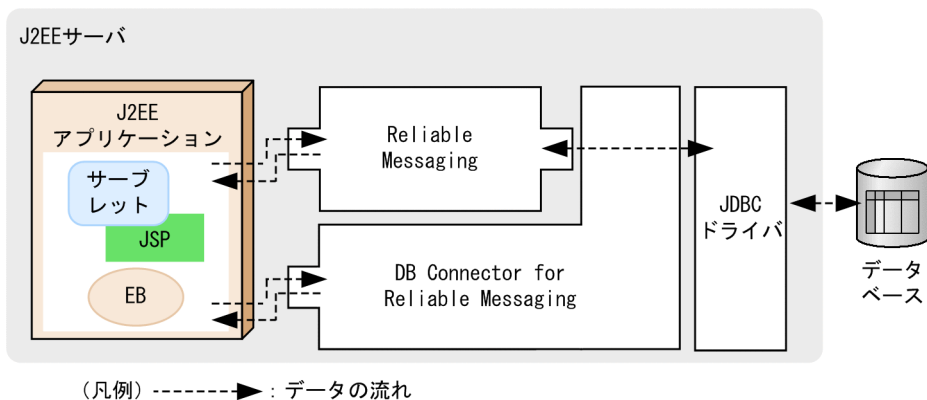 J2EEサーバ
J2EE
アプリケーション
サーブ
レット
JSP
EB
Reliable
Messaging
DB Connector for
Reliable Messaging
JDBC
ドライバ
データ
ベース
(凡例) : データの流れ